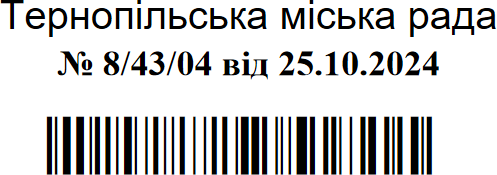 Тернопільська міська рада
№ 8/43/04 від 25.10.2024